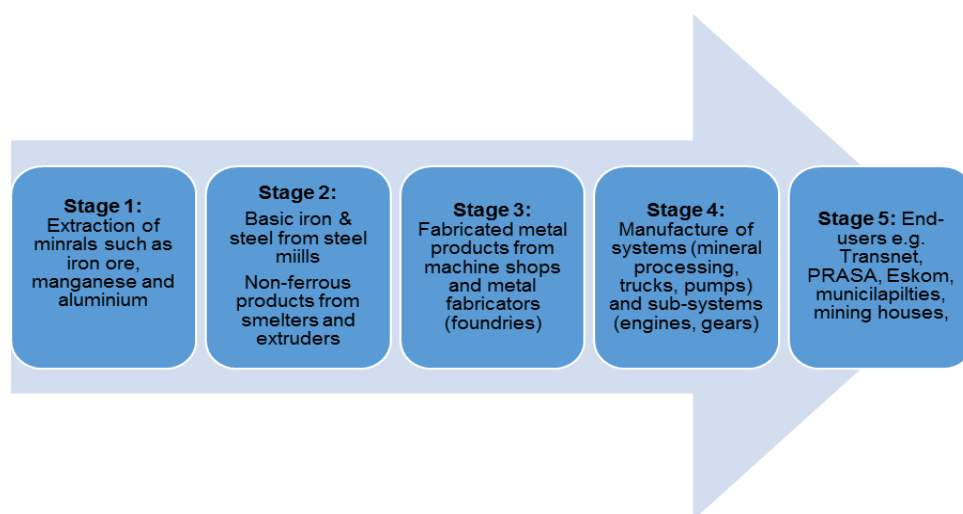 Stage 1:
Extraction of
minrals such as
iron ore,
manganese and
aluminium
Stage 2:
Basic iron &
steel from steel
miills
Non-ferrous
products from
smelters and
extruders
Stage 3:
Fabricated metal
products from
machine shops
and metal
fabricators
(foundries)
Stage 4:
Manufacture of
systems (mineral
processing,
trucks, pumps)
and sub-systems
(engines, gears)
Stage 5: End-
users e.g.
Transnet,
PRASA, Eskom,
municilapilties,
mining houses,